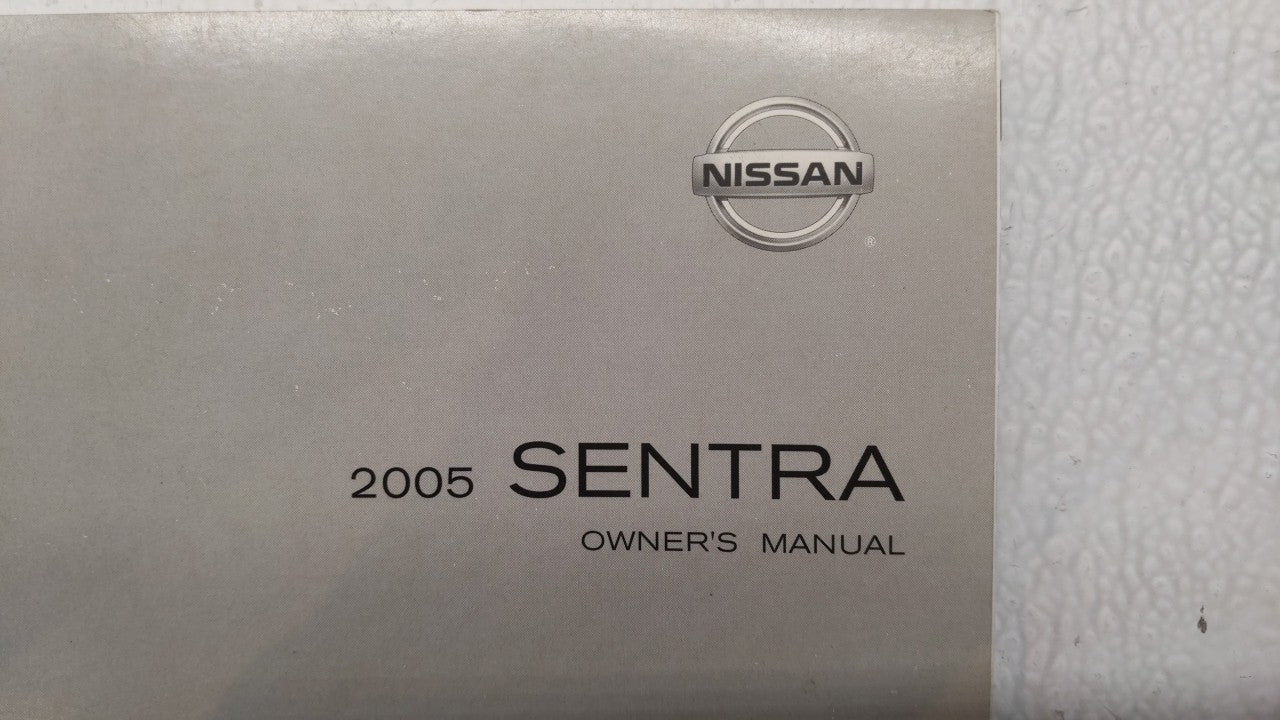 NISSAN
®
2005 SENTRA
OWNER'S MANUAL